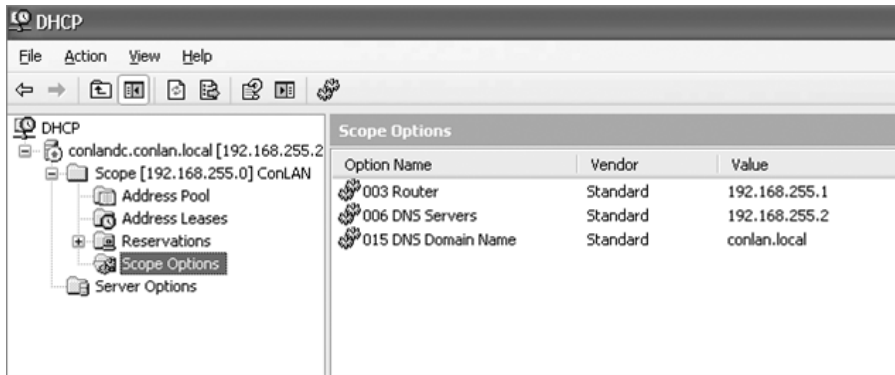 DHCP
File Action View Help
DHCP
conlandc.conlan.local [192.168.255.2
Scope [192.168.255.0] ConLAN
Address Pool
Address Leases
Reservations
Scope Options
Server Options
Scope Options
Option Name Vendor Value
003 Router Standard 192.168.255.1
006 DNS Servers Standard 192.168.255.2
015 DNS Domain Name Standard conlan.local